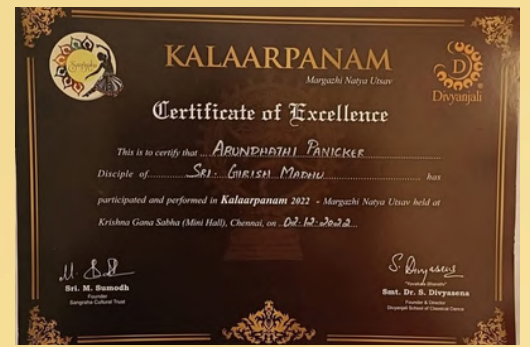 Sangraha
KALAARPANAM
Margazhi Natya Utsav
Divyanjali
Certificate of Excellence
This is to certify that ARUNDHATHI PANICKER
Disciple of SRI. GIRISH MADHU has
participated and performed in Kalaarpanam 2022 - Margazhi Natya Utsav held at
Krishna Gana Sabha (Mini Hall), Chennai, on 02.12.2022
Sri. M. Sumodh
Founder
Sangraha Cultural Trust
S. Divyasena
Smt. Dr. S. Divyasena
Founder & Director
Divyanjali School of Classical Dance